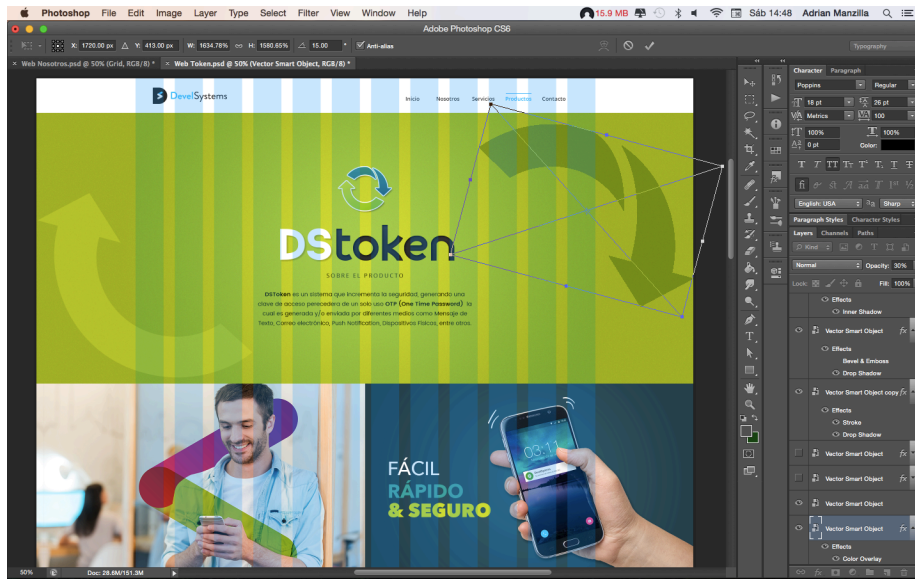 Photoshop File Edit Image Layer Type Select Filter View Window Help 15.9 MB Sáb 14:48 Adrian Manzilla
Adobe Photoshop CS6
X: 1720.00 px Y: 413.00 px W: 1634.78% H: 1580.65% 15.00 ° Anti-alias Typography
× Web Nosotros.psd @ 50% (Grid, RGB/8) * × Web Token.psd @ 50% (Vector Smart Object, RGB/8) *
DevelSystems
Inicio Nosotros Servicios Productos Contacto
DStoken
SOBRE EL PRODUCTO
DSToken es un sistema que incrementa la seguridad, generando una
clave de acceso perecedera de un solo uso OTP (One Time Password) la
cual es generada y/o enviada por diferentes medios como Mensaje de
Texto, Correo electrónico, Push Notification, Dispositivos Físicos, entre otros.
FÁCIL
RÁPIDO
& SEGURO
03:11
50% Doc: 28.6M/151.3M
Character Paragraph
Poppins Regular
18 pt 26 pt
Metrics 100
100% 100%
0 pt Color:
English: USA Sharp
Paragraph Styles Character Styles
Layers Channels Paths
Kind
Normal Opacity: 30%
Lock: Fill: 100%
Effects
Inner Shadow
Vector Smart Object fx
Effects
Bevel & Emboss
Drop Shadow
Vector Smart Object copy fx
Effects
Stroke
Drop Shadow
Vector Smart Object fx
Vector Smart Object fx
Vector Smart Object
Vector Smart Object fx
Effects
Color Overlay